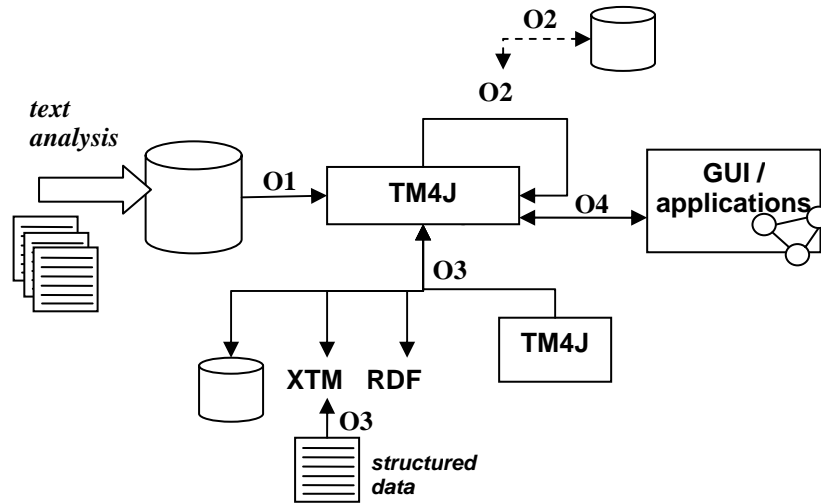 O2
O2
text
analysis
O1
TM4J
GUI /
applications
O4
O3
TM4J
XTM RDF
O3
structured
data